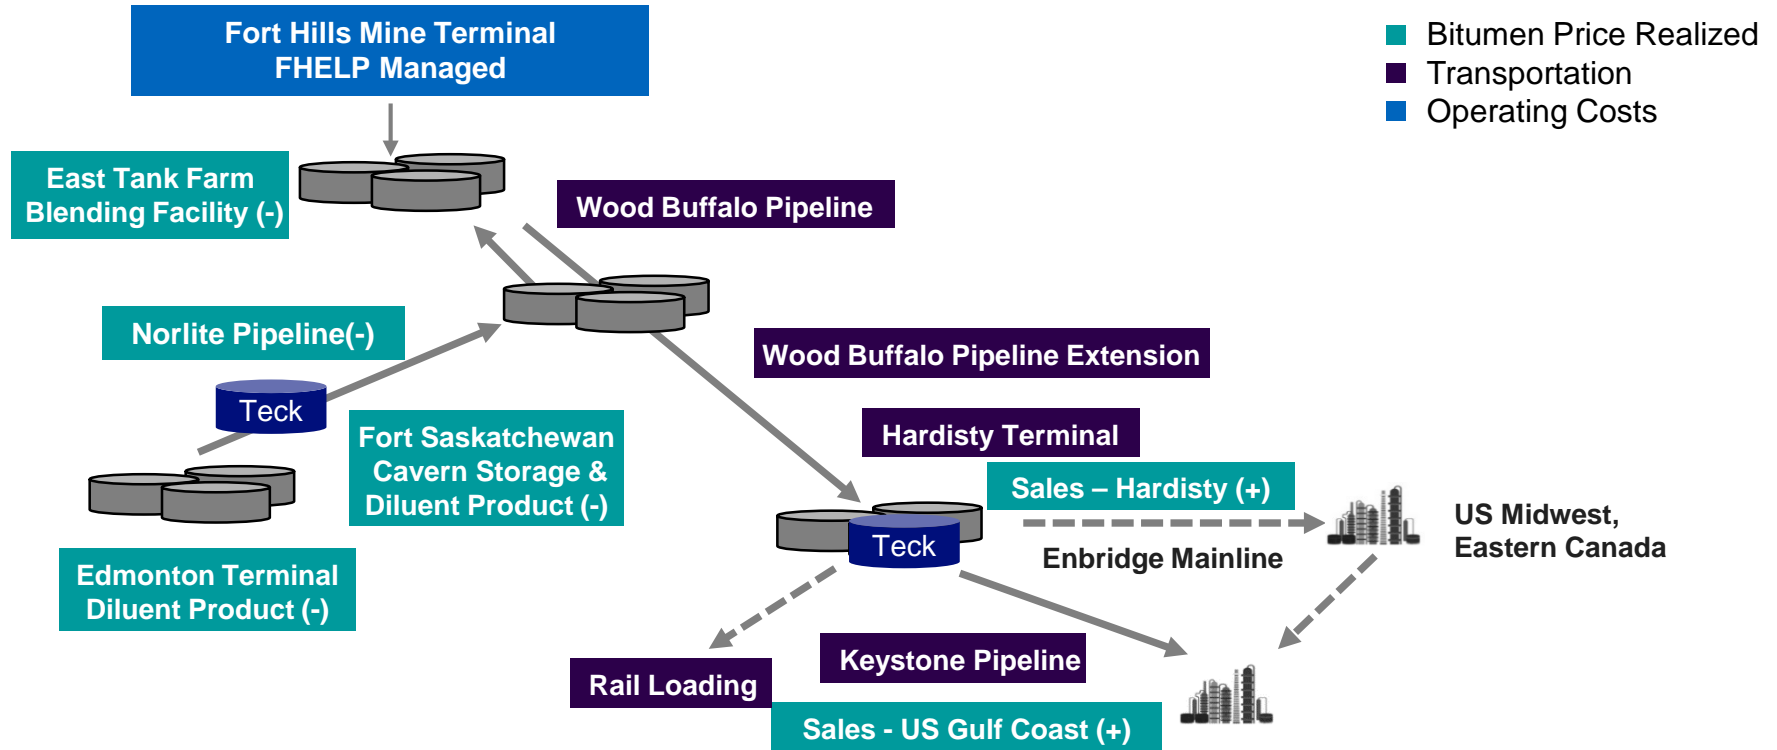 Fort Hills Mine Terminal
FHELP Managed
Bitumen Price Realized
Transportation
Operating Costs
East Tank Farm
Blending Facility (-)
Wood Buffalo Pipeline
Norlite Pipeline(-)
Wood Buffalo Pipeline Extension
Teck
Fort Saskatchewan
Cavern Storage &
Diluent Product (-)
Hardisty Terminal
Sales – Hardisty (+)
US Midwest,
Eastern Canada
Teck
Enbridge Mainline
Edmonton Terminal
Diluent Product (-)
Keystone Pipeline
Rail Loading
Sales - US Gulf Coast (+)